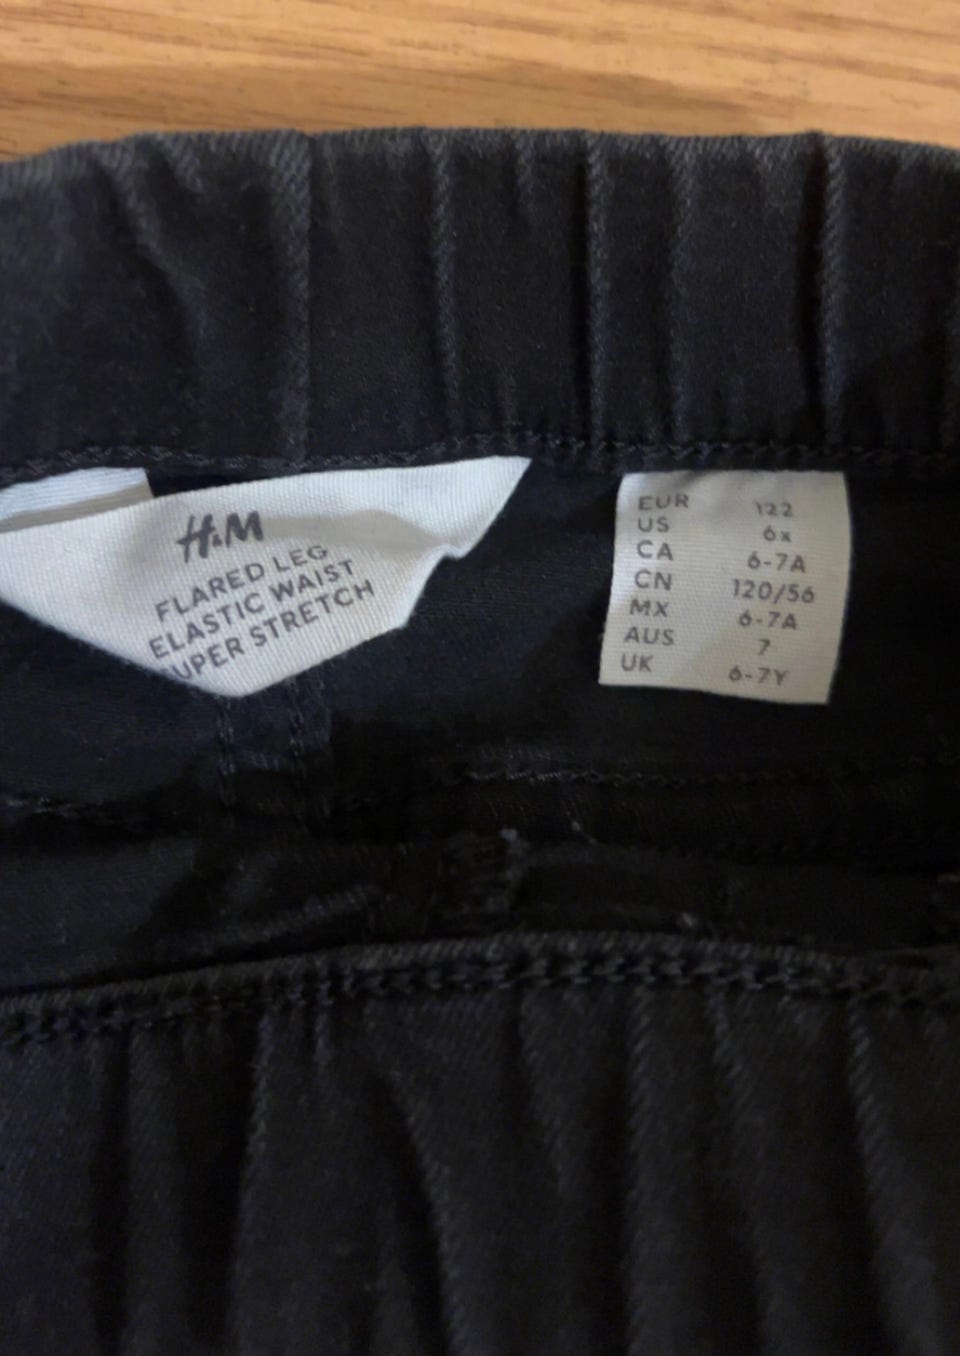 H&M
FLARED LEG
ELASTIC WAIST
UPER STRETCH
EUR 122
US 6x
CA 6-7A
CN 120/56
MX 6-7A
AUS 7
UK 6-7Y